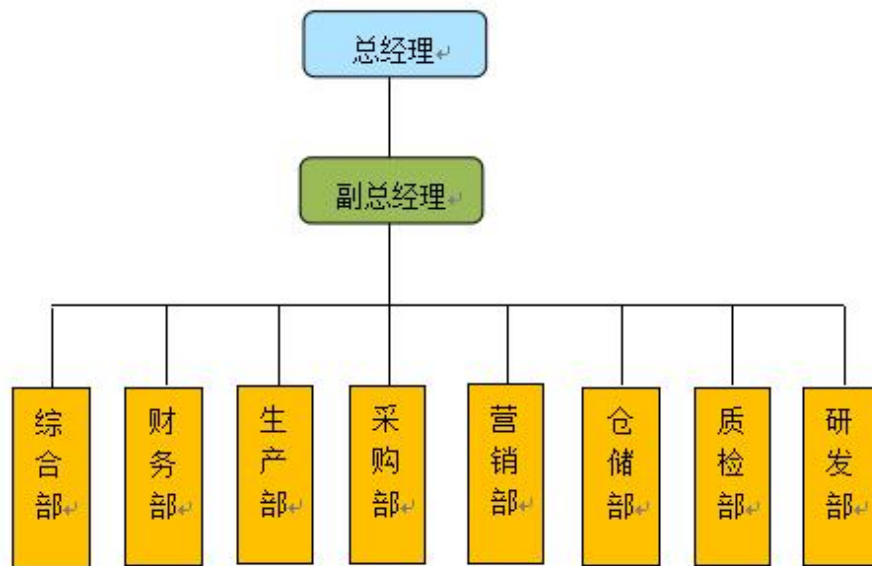 总经理
副总经理
综合部
财务部
生产部
采购部
营销部
仓储部
质检部
研发部